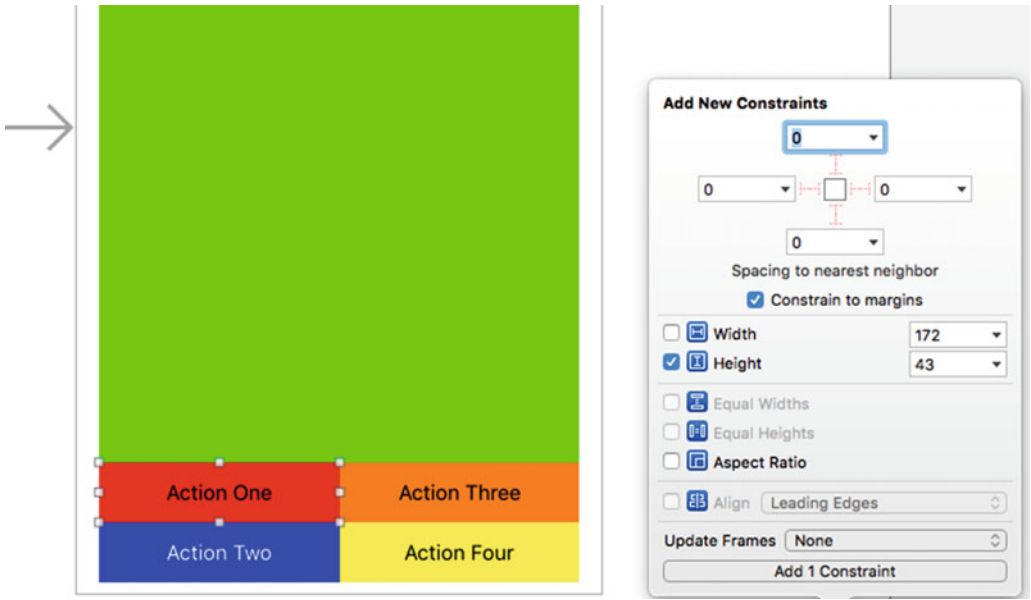 Add New Constraints
0
0 0
0
Spacing to nearest neighbor
Constrain to margins
Width 172
Height 43
Equal Widths
Equal Heights
Aspect Ratio
Align Leading Edges
Update Frames None
Add 1 Constraint
Action One Action Three
Action Two Action Four